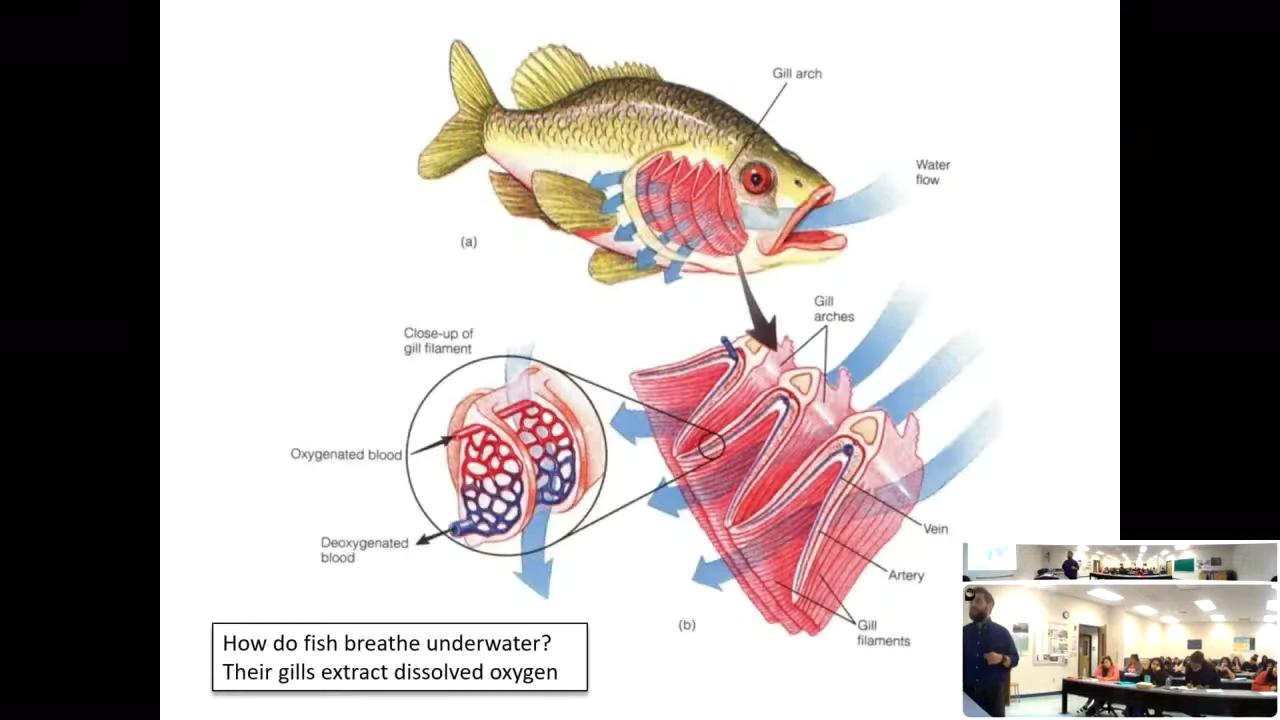 Gill arch
Water
flow
(a)
Gill
arches
Close-up of
gill filament
Oxygenated blood
Deoxygenated
blood
Vein
Artery
Gill
filaments
(b)
How do fish breathe underwater?
Their gills extract dissolved oxygen